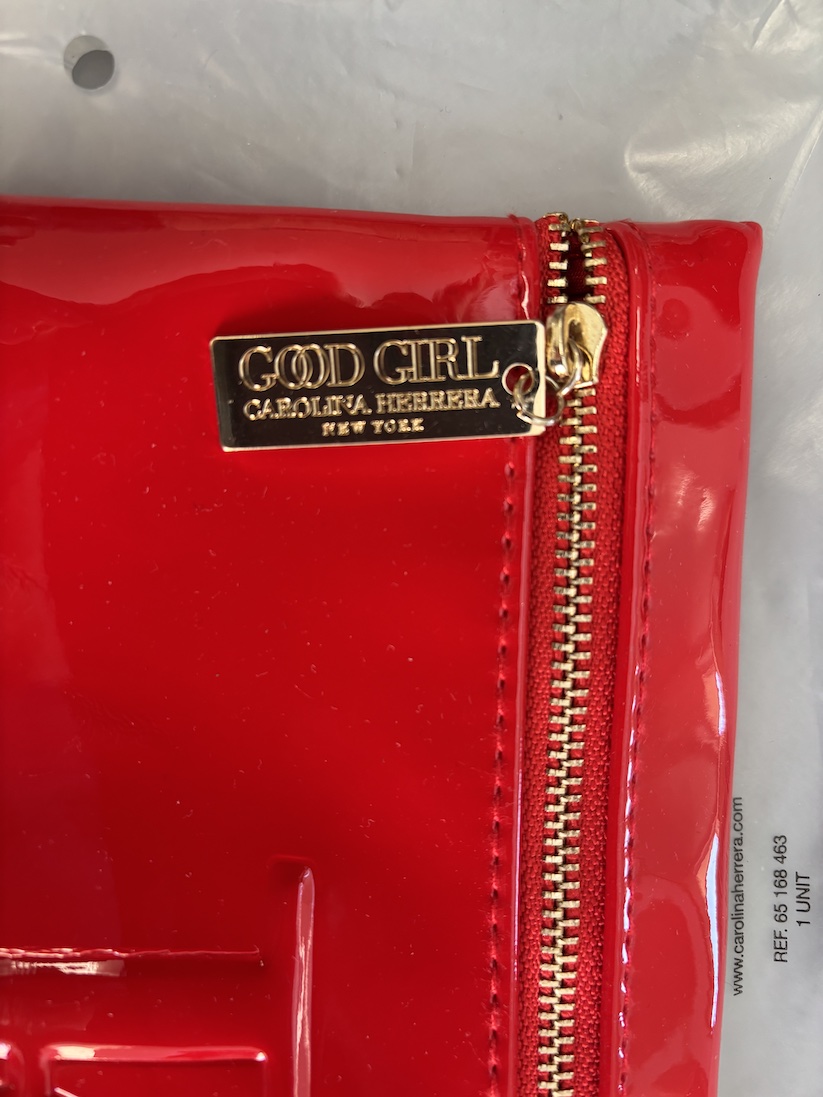 GOOD GIRL
CAROLINA HERRERA
NEW YORK
www.carolinaherrera.com
REF. 65 168 463
1 UNIT